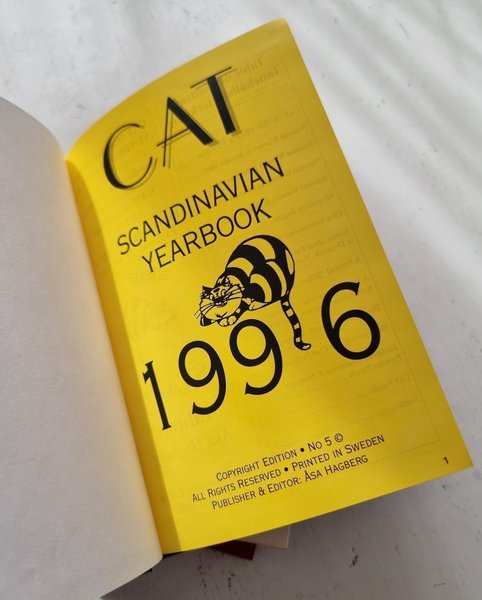 CAT
SCANDINAVIAN
YEARBOOK
1996
COPYRIGHT EDITION • NO 5 ©
ALL RIGHTS RESERVED • PRINTED IN SWEDEN
PUBLISHER & EDITOR: ÅSA HAGBERG
1